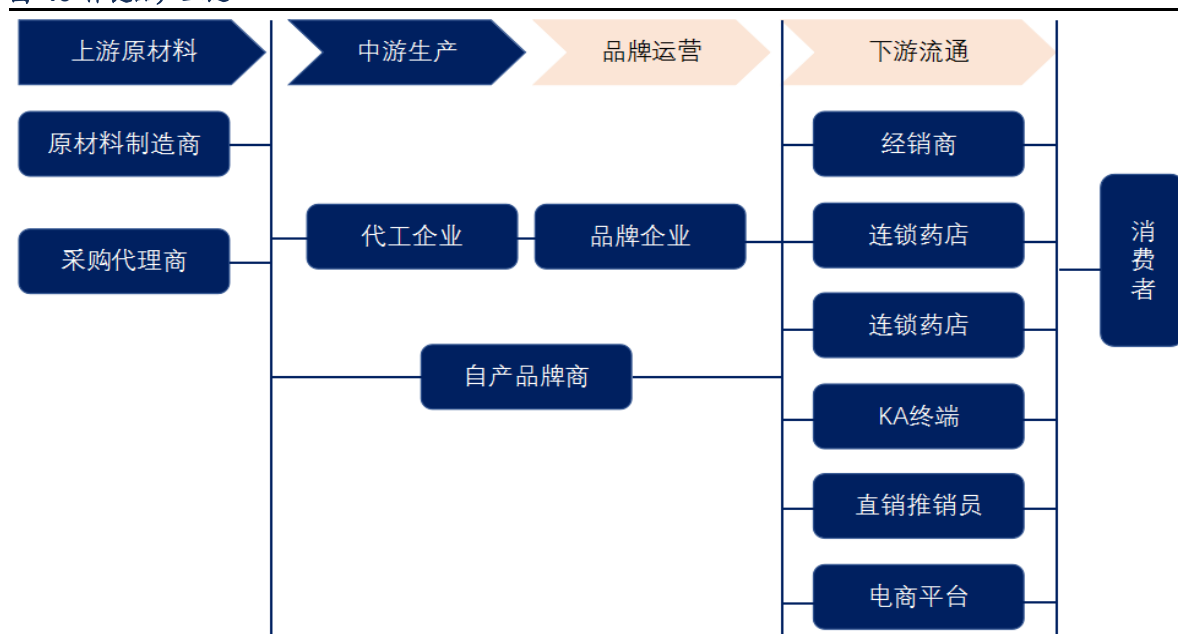 上游原材料
中游生产
品牌运营
下游流通
原材料制造商
采购代理商
代工企业
品牌企业
自产品牌商
经销商
连锁药店
连锁药店
KA终端
直销推销员
电商平台
消费者